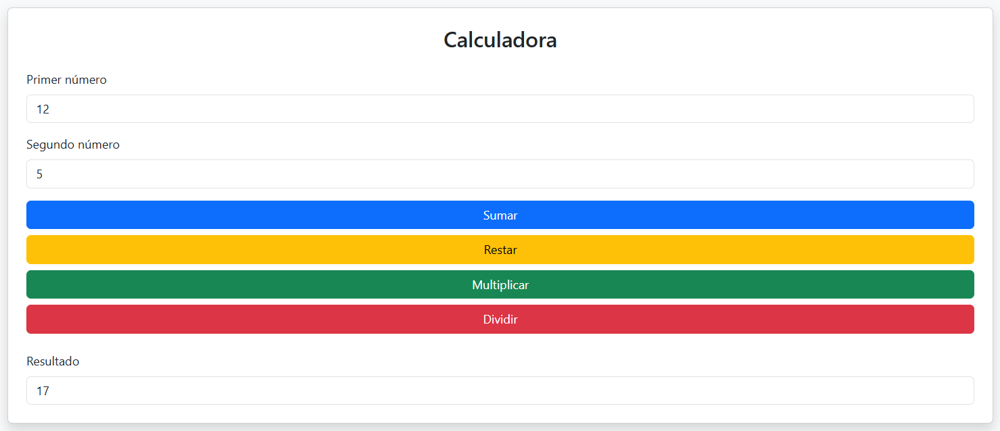 Calculadora
Primer número
12
Segundo número
5
Sumar
Restar
Multiplicar
Dividir
Resultado
17